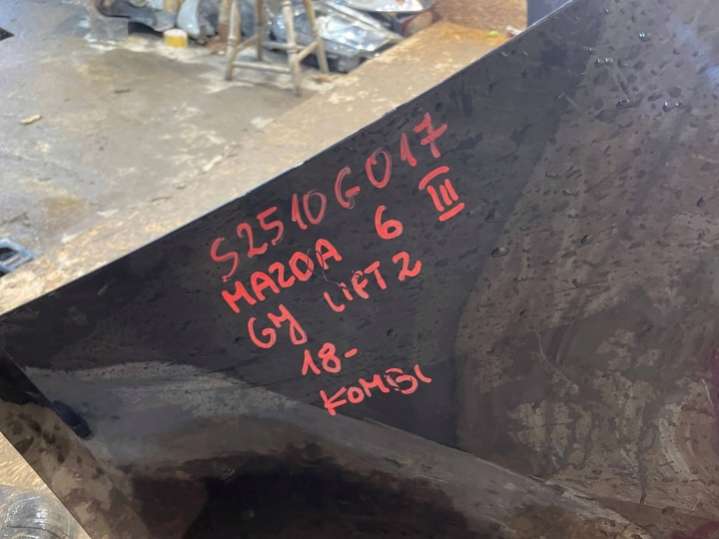 S2510G017
MAZDA 6 III
GY LIFT 2
18-
KOMBI